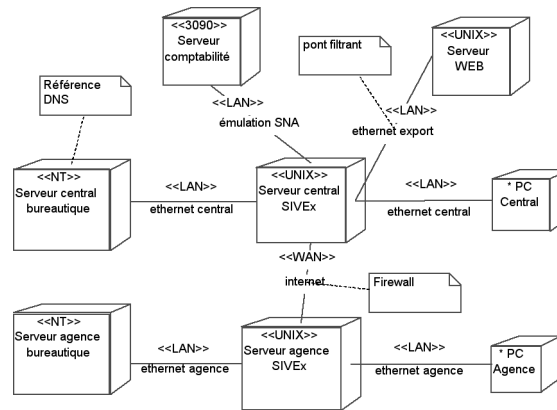 <<3090>>
Serveur
comptabilité
pont filtrant
<<UNIX>>
Serveur
WEB
Référence
DNS
<<LAN>>
émulation SNA
<<LAN>>
ethernet export
<<NT>>
Serveur central
bureautique
<<LAN>>
ethernet central
<<UNIX>>
Serveur central
SIVEx
<<LAN>>
ethernet central
* PC
Central
<<WAN>>
internet
Firewall
<<NT>>
Serveur agence
bureautique
<<LAN>>
ethernet agence
<<UNIX>>
Serveur agence
SIVEx
<<LAN>>
ethernet agence
* PC
Agence